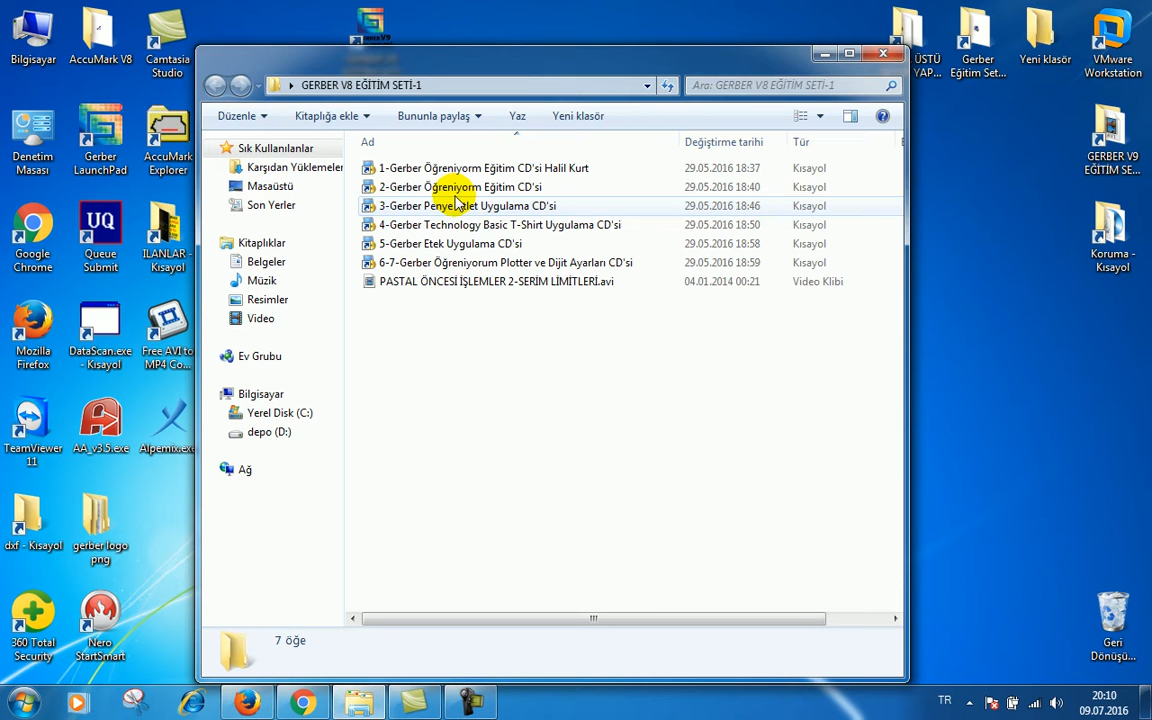 Bilgisayar
AccuMark V8
Camtasia
Studio
Gerber
Eğitim Set...
Yeni klasör
VMware
Workstation
ÜSTÜ
YAP...
GERBER V8 EĞİTİM SETİ-1
Ara: GERBER V8 EĞİTİM SETİ-1
Düzenle
Kitaplığa ekle
Bununla paylaş
Yaz
Yeni klasör
Ad
Değiştirme tarihi
Tür
1-Gerber Öğreniyorm Eğitim CD'si Halil Kurt 29.05.2016 18:37 Kısayol
2-Gerber Öğreniyorm Eğitim CD'si 29.05.2016 18:40 Kısayol
3-Gerber Penye Atlet Uygulama CD'si 29.05.2016 18:46 Kısayol
4-Gerber Technology Basic T-Shirt Uygulama CD'si 29.05.2016 18:50 Kısayol
5-Gerber Etek Uygulama CD'si 29.05.2016 18:58 Kısayol
6-7-Gerber Öğreniyorum Plotter ve Dijit Ayarları CD'si 29.05.2016 18:59 Kısayol
PASTAL ÖNCESİ İŞLEMLER 2-SERİM LİMİTLERİ.avi 04.01.2014 00:21 Video Klibi
Sık Kullanılanlar
Karşıdan Yüklemeler
Masaüstü
Son Yerler
Kitaplıklar
Belgeler
Müzik
Resimler
Video
Ev Grubu
Bilgisayar
Yerel Disk (C:)
depo (D:)
Ağ
7 öğe
Denetim
Masası
Gerber
LaunchPad
AccuMark
Explorer
Google
Chrome
UQ
Queue
Submit
ILANLAR -
Kısayol
Mozilla
Firefox
DataScan.exe
- Kısayol
Free AVI to
MP4 Co...
TeamViewer
11
AA_v3.5.exe
Alpemix.exe
dxf - Kısayol
gerber logo
png
360 Total
Security
Nero
StartSmart
GERBER V9
EĞİTİM SE...
Koruma -
Kısayol
Geri
Dönüşü...
TR
20:10
09.07.2016